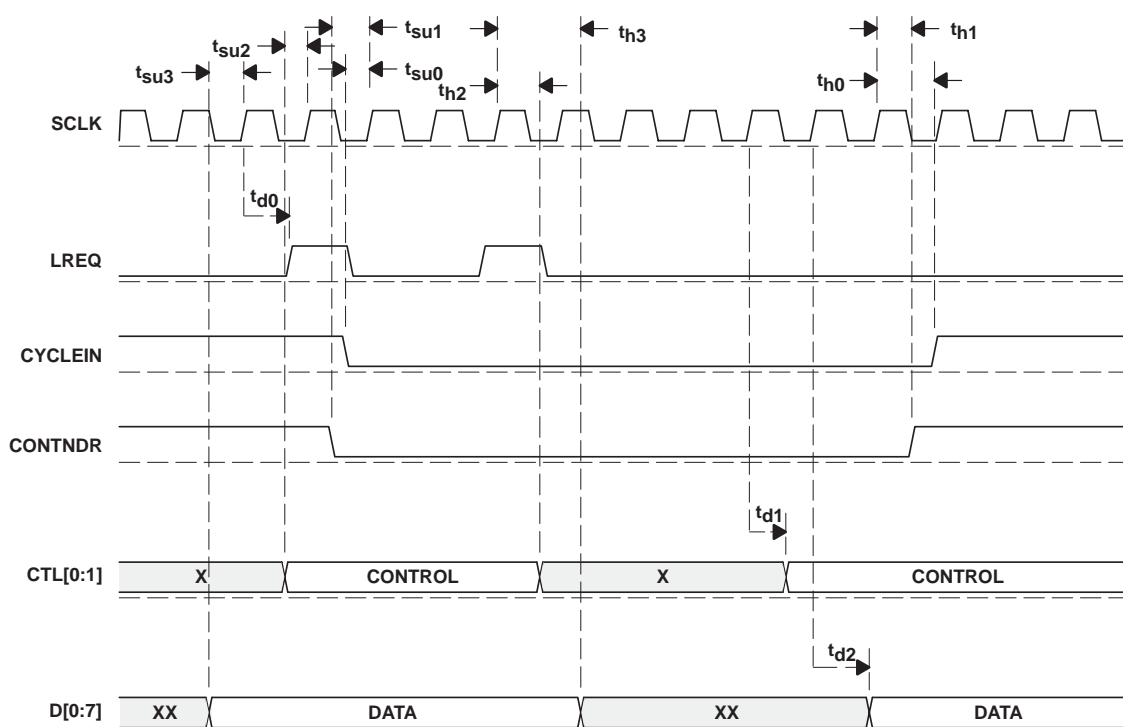 tsu1
th3
th1
tsu2
tsu3
tsu0
th2
th0
SCLK
td0
LREQ
CYCLEIN
CONTNDR
td1
CTL[0:1]
X
CONTROL
X
CONTROL
td2
D[0:7]
XX
DATA
XX
DATA